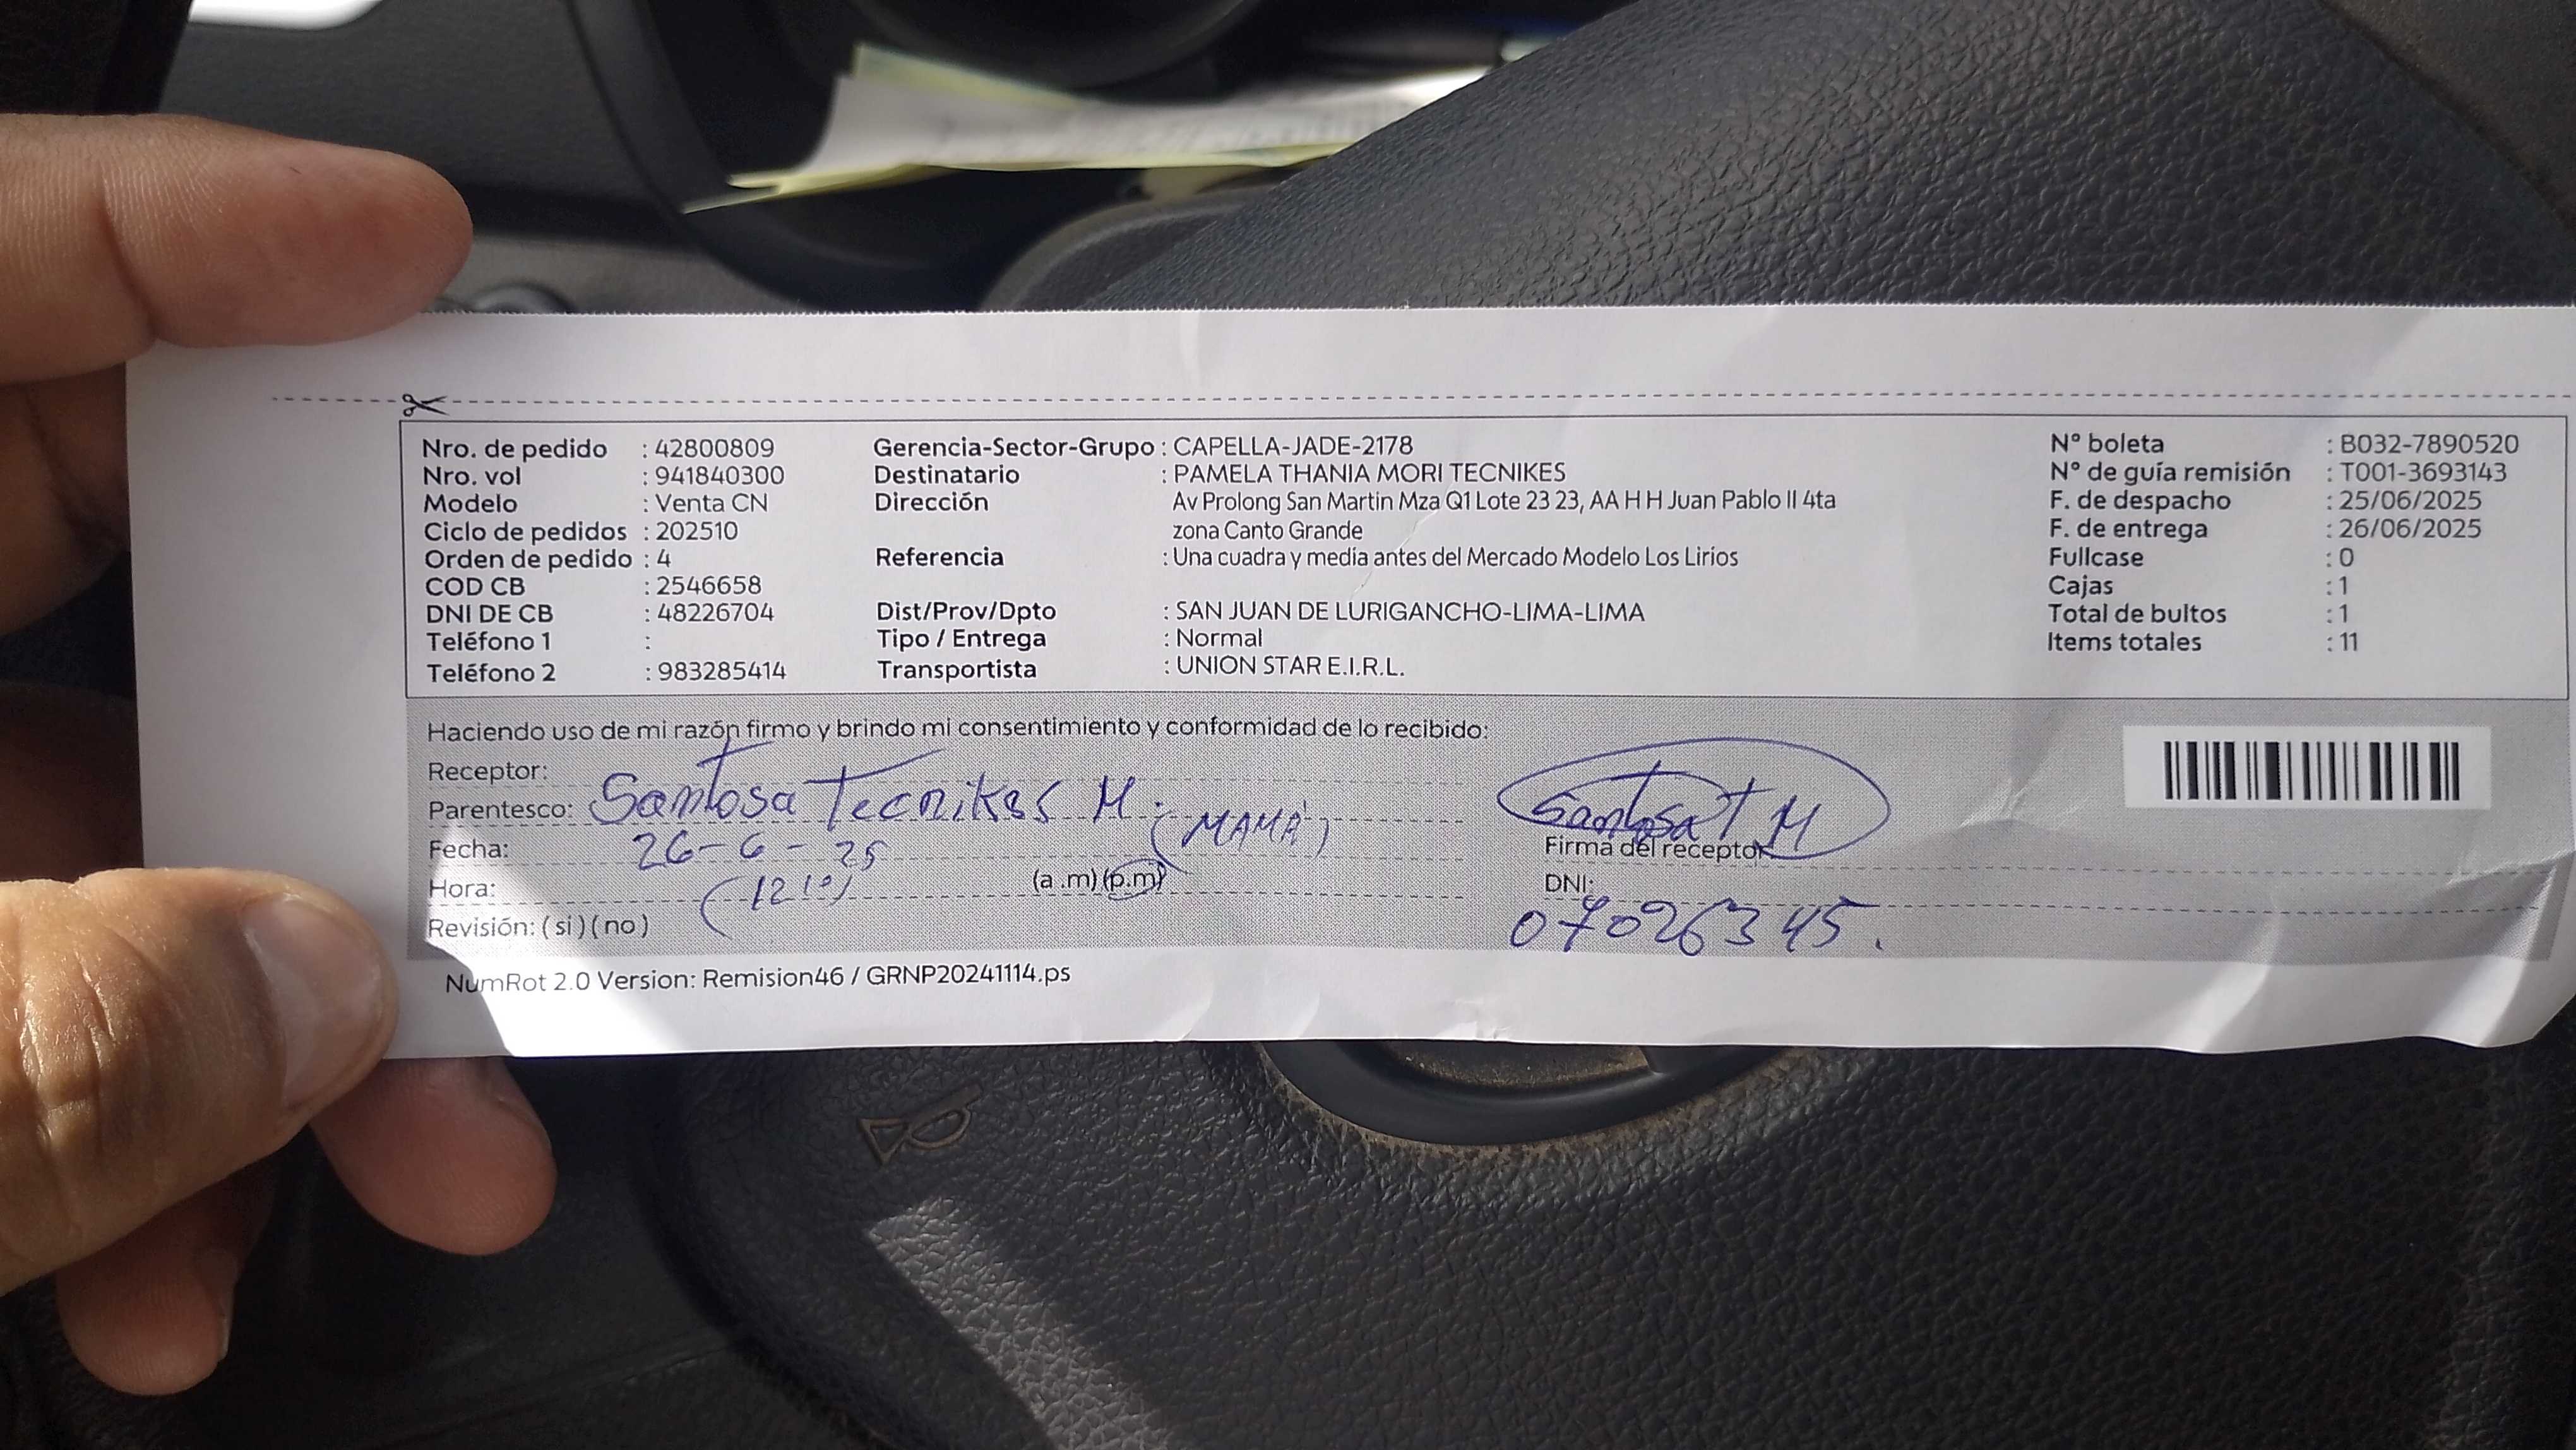 Nro. de pedido : 42800809
Nro. vol : 941840300
Modelo : Venta CN
Ciclo de pedidos : 202510
Orden de pedido : 4
COD CB : 2546658
DNI DE CB : 48226704
Teléfono 1 :
Teléfono 2 : 983285414
Gerencia-Sector-Grupo : CAPELLA-JADE-2178
Destinatario : PAMELA THANIA MORI TECNIKES
Dirección Av Prolong San Martin Mza Q1 Lote 23 23, AA H H Juan Pablo II 4ta
zona Canto Grande
Referencia : Una cuadra y media antes del Mercado Modelo Los Lirios
Dist/Prov/Dpto : SAN JUAN DE LURIGANCHO-LIMA-LIMA
Tipo / Entrega : Normal
Transportista : UNION STAR E.I.R.L.
N° boleta : B032-7890520
N° de guía remisión : T001-3693143
F. de despacho : 25/06/2025
F. de entrega : 26/06/2025
Fullcase : 0
Cajas : 1
Total de bultos : 1
Items totales : 11
Haciendo uso de mi razón firmo y brindo mi consentimiento y conformidad de lo recibido:
Receptor:
Parentesco: Santosa Tecnikes M. (MAMÁ)
Fecha: 26-6-25
Hora: (12 10) (a .m) (p.m)
Revisión: ( si ) ( no )
Santosa T M
Firma del receptor
DNI:
07026345.
NumRot 2.0 Version: Remision46 / GRNP20241114.ps